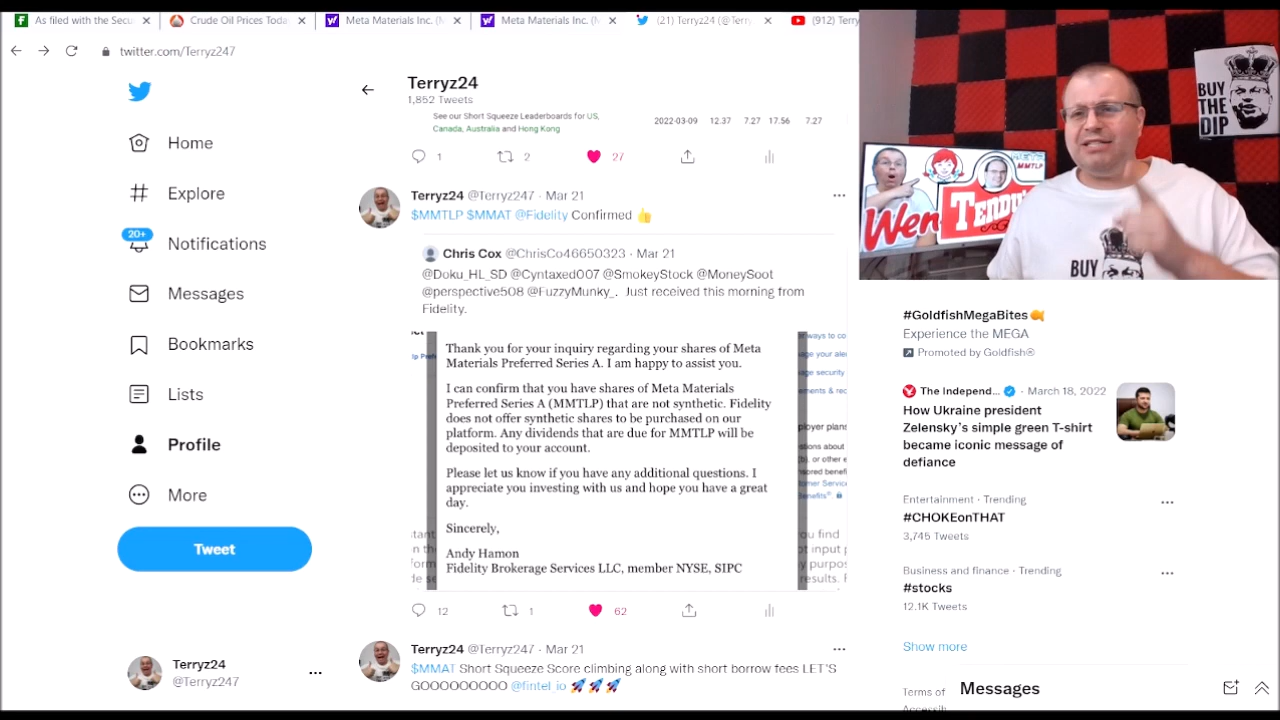 As filed with the Secu
Crude Oil Prices Toda
Meta Materials Inc. (M
Meta Materials Inc. (M
(21) Terryz24 (@Terry
(912) Terry
twitter.com/Terryz247
Home
Explore
20+
Notifications
Messages
Bookmarks
Lists
Profile
More
Tweet
Terryz24
@Terryz247
Terryz24
1,852 Tweets
See our Short Squeeze Leaderboards for US,
Canada, Australia and Hong Kong
2022-03-09 12.37 7.27 17.56 7.27
1 2 27
Terryz24 @Terryz247 · Mar 21
$MMTLP $MMAT @Fidelity Confirmed 👍
Chris Cox @ChrisCo46650323 · Mar 21
@Doku_HL_SD @Cyntaxed007 @SmokeyStock @MoneySoot
@perspective508 @FuzzyMunky_. Just received this morning from
Fidelity.
Thank you for your inquiry regarding your shares of Meta
Materials Preferred Series A. I am happy to assist you.
I can confirm that you have shares of Meta Materials
Preferred Series A (MMTLP) that are not synthetic. Fidelity
does not offer synthetic shares to be purchased on our
platform. Any dividends that are due for MMTLP will be
deposited to your account.
Please let us know if you have any additional questions. I
appreciate you investing with us and hope you have a great
day.
Sincerely,
Andy Hamon
Fidelity Brokerage Services LLC, member NYSE, SIPC
12 1 62
Terryz24 @Terryz247 · Mar 21
$MMAT Short Squeeze Score climbing along with short borrow fees LET'S
GOOOOOOOOO @fintel_io 🚀🚀🚀
BUY
THE
DIP
MMTLP
Wen
Tendi
BUY
#GoldfishMegaBites
Experience the MEGA
Promoted by Goldfish®
The Independ... · March 18, 2022
How Ukraine president
Zelensky's simple green T-shirt
became iconic message of
defiance
Entertainment · Trending
#CHOKEonTHAT
3,745 Tweets
Business and finance · Trending
#stocks
12.1K Tweets
Show more
Terms of
Messages